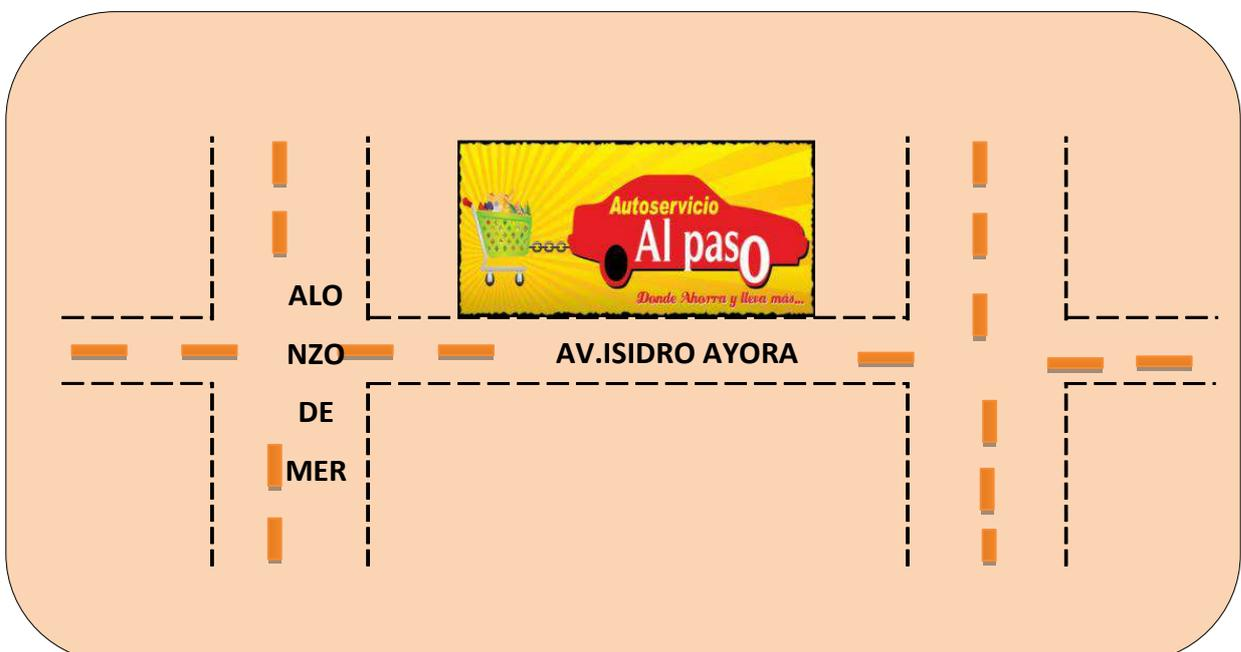 Autoservicio
Al paso
Donde Ahorra y lleva más...
ALO
NZO
DE
MER
AV.ISIDRO AYORA